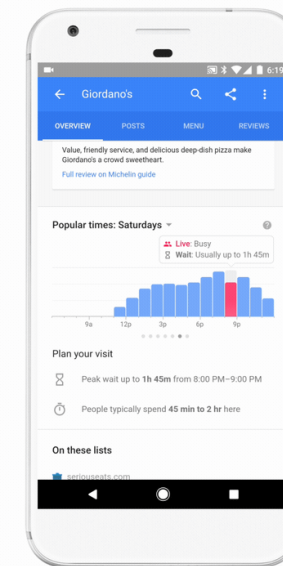 6:19
Giordano's
OVERVIEW POSTS MENU REVIEWS
Value, friendly service, and delicious deep-dish pizza make
Giordano's a crowd sweetheart.
Full review on Michelin guide
Popular times: Saturdays
Live: Busy
Wait: Usually up to 1h 45m
9a 12p 3p 6p 9p
Plan your visit
Peak wait up to 1h 45m from 8:00 PM–9:00 PM
People typically spend 45 min to 2 hr here
On these lists
seriouseats.com